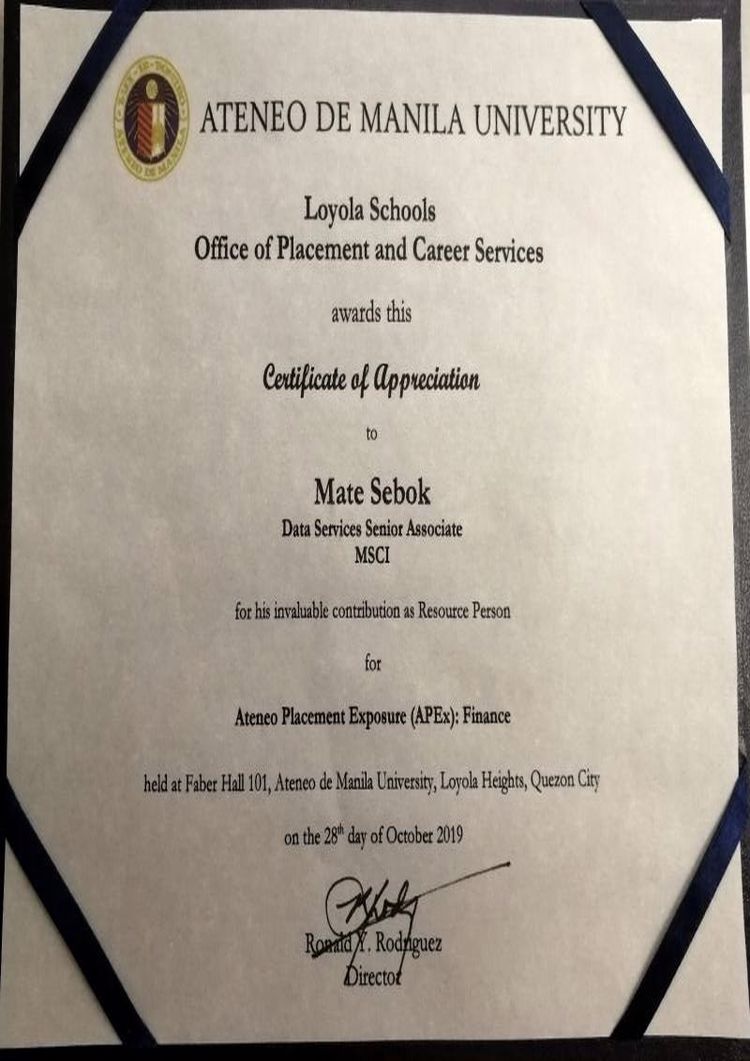 ATENEO DE MANILA UNIVERSITY
Loyola Schools
Office of Placement and Career Services
awards this
Certificate of Appreciation
to
Mate Sebok
Data Services Senior Associate
MSCI
for his invaluable contribution as Resource Person
for
Ateneo Placement Exposure (APEx): Finance
held at Faber Hall 101, Ateneo de Manila University, Loyola Heights, Quezon City
on the 28th day of October 2019
Ronald Y. Rodriguez
Director